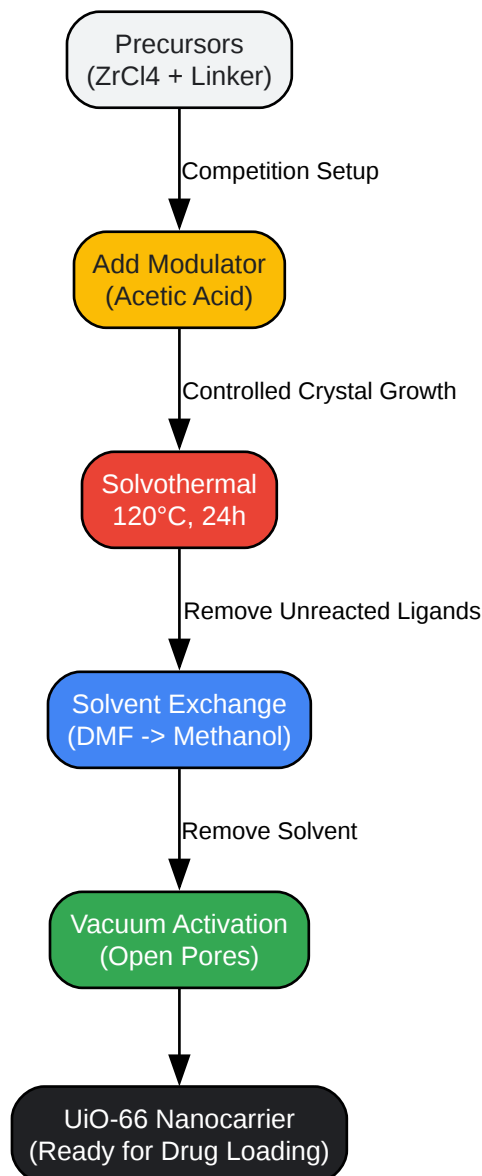 Precursors
(ZrCl4 + Linker)
Competition Setup
Add Modulator
(Acetic Acid)
Controlled Crystal Growth
Solvothermal
120°C, 24h
Remove Unreacted Ligands
Solvent Exchange
(DMF -> Methanol)
Remove Solvent
Vacuum Activation
(Open Pores)
UiO-66 Nanocarrier
(Ready for Drug Loading)